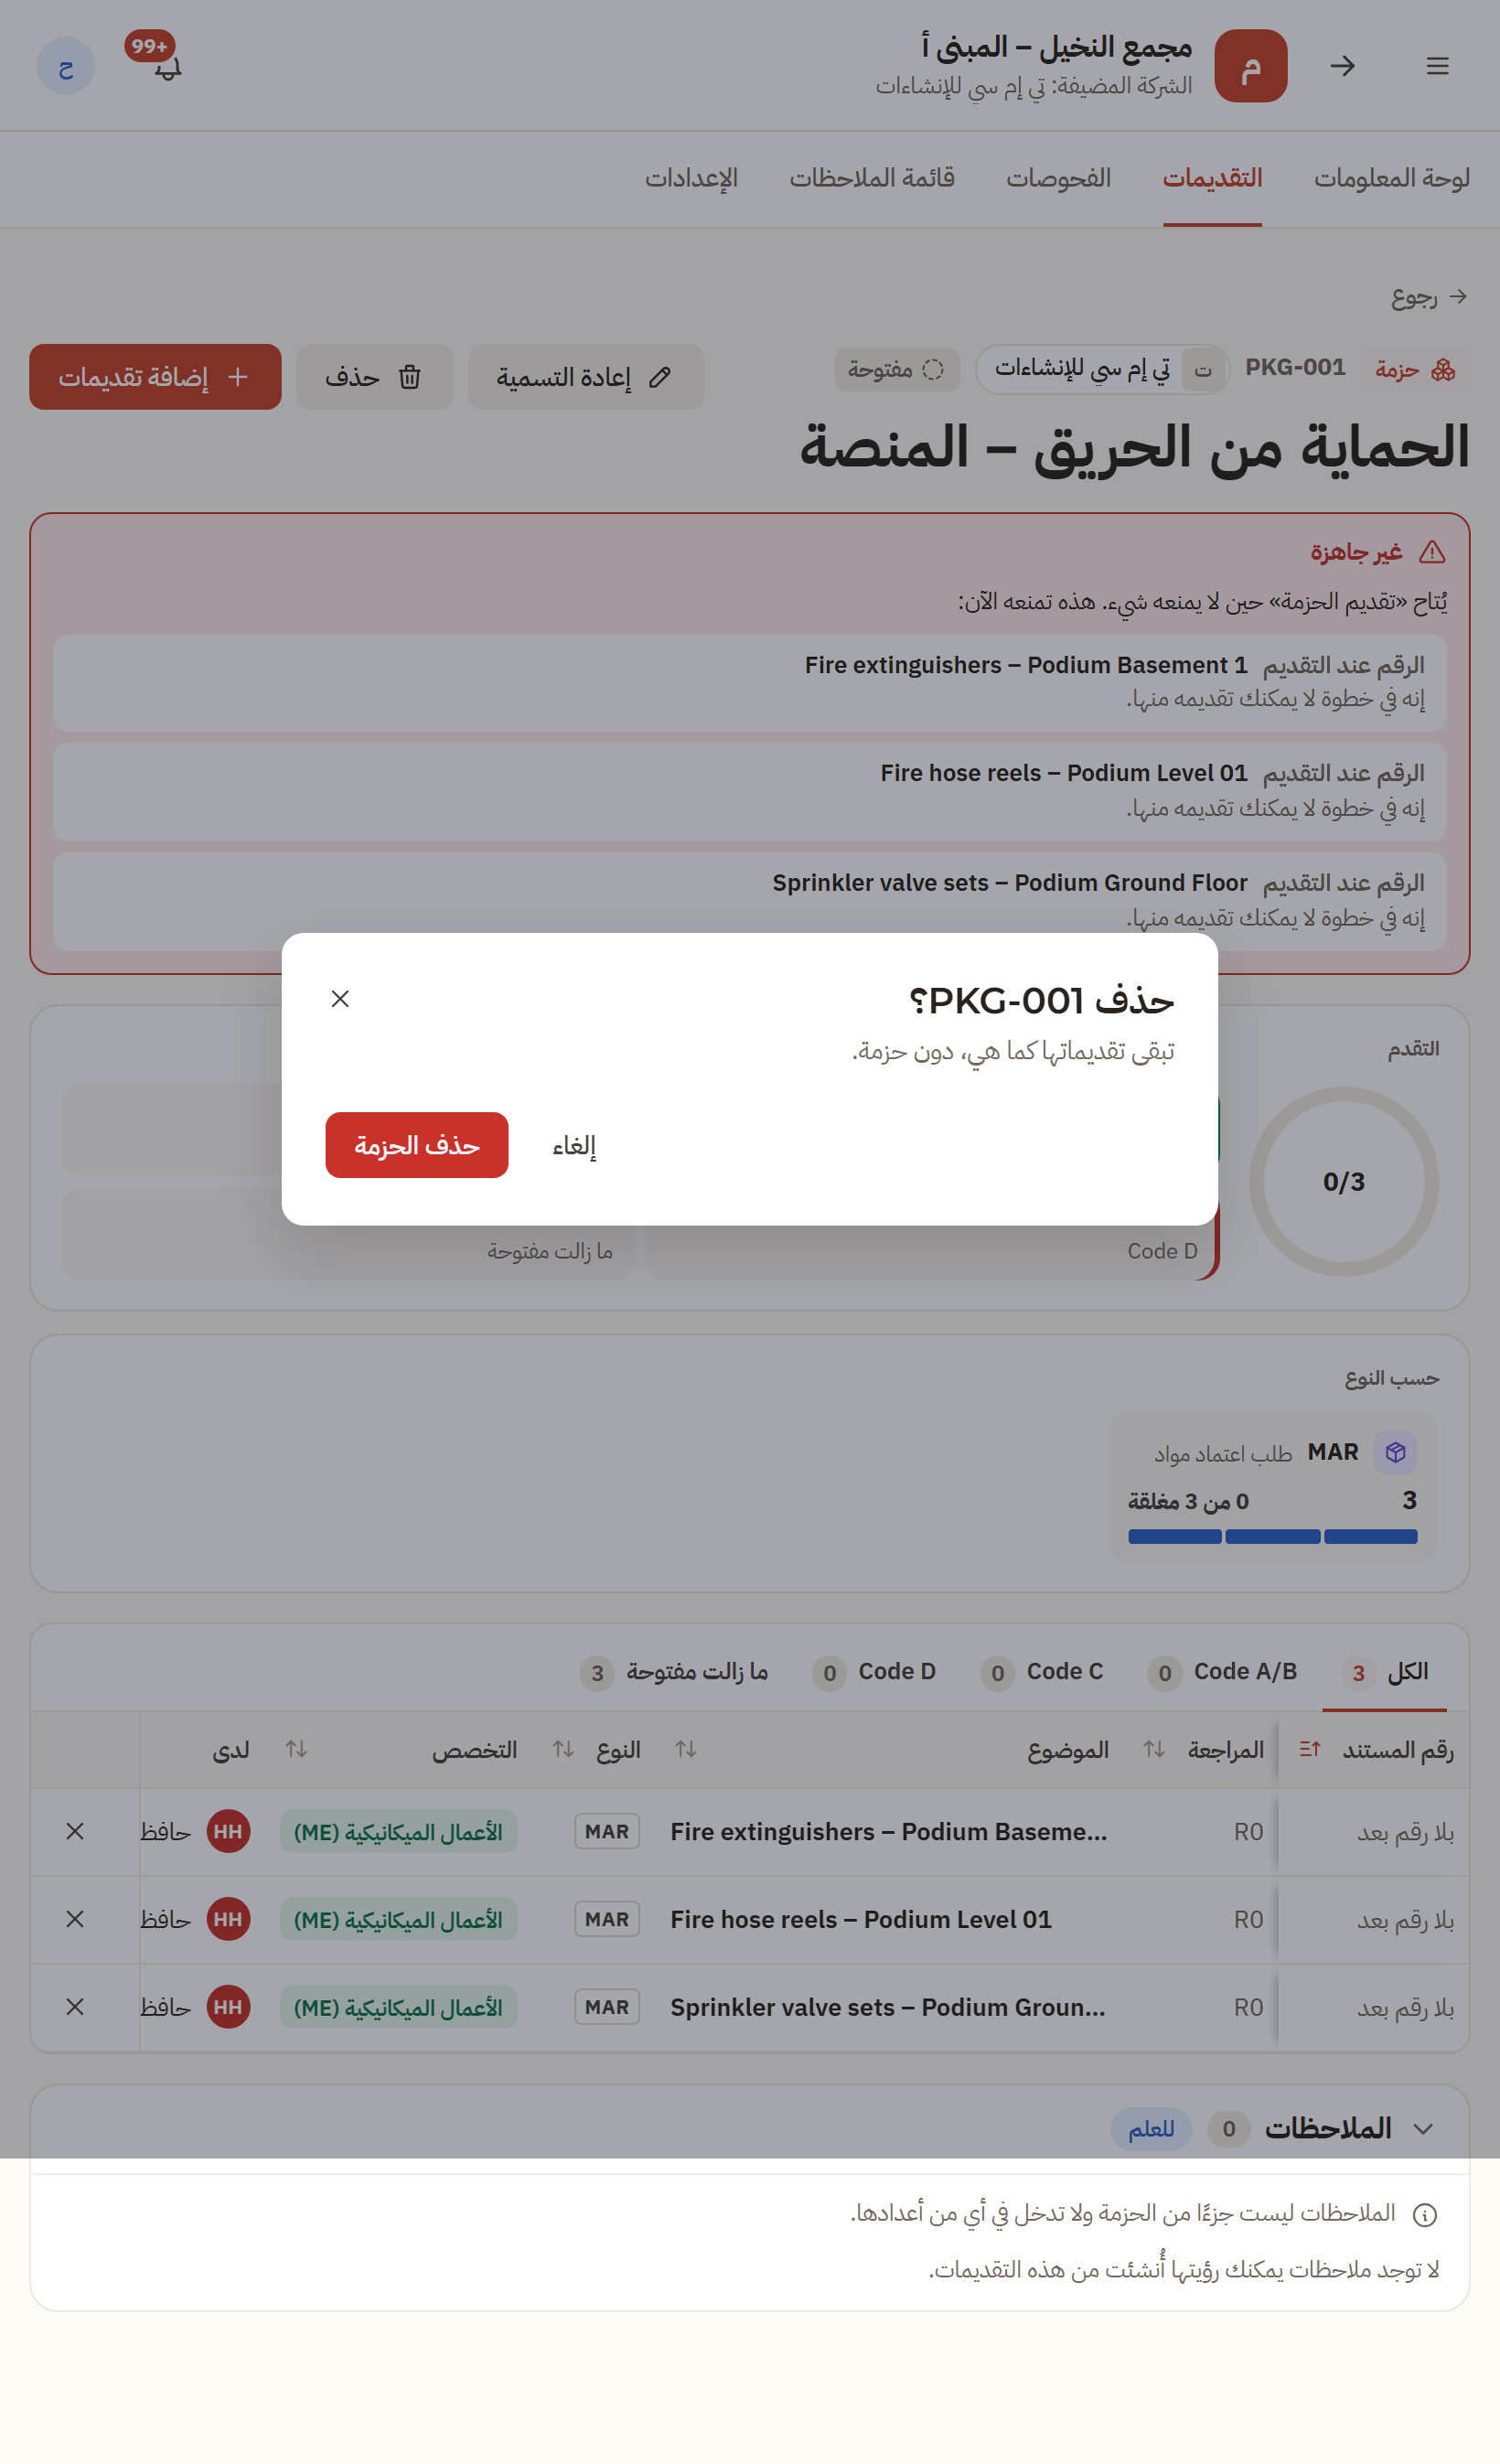 مجمع النخيل – المبنى أ
الشركة المضيفة: تي إم سي للإنشاءات
م
99+
ح
لوحة المعلومات
التقديمات
الفحوصات
قائمة الملاحظات
الإعدادات
رجوع
حزمة
PKG-001
ت
تي إم سي للإنشاءات
مفتوحة
إعادة التسمية
حذف
إضافة تقديمات
الحماية من الحريق – المنصة
غير جاهزة
يُتاح «تقديم الحزمة» حين لا يمنعه شيء. هذه تمنعه الآن:
الرقم عند التقديم Fire extinguishers – Podium Basement 1
إنه في خطوة لا يمكنك تقديمه منها.
الرقم عند التقديم Fire hose reels – Podium Level 01
إنه في خطوة لا يمكنك تقديمه منها.
الرقم عند التقديم Sprinkler valve sets – Podium Ground Floor
إنه في خطوة لا يمكنك تقديمه منها.
حذف PKG-001؟
تبقى تقديماتها كما هي، دون حزمة.
إلغاء
حذف الحزمة
التقدم
0/3
Code D
ما زالت مفتوحة
حسب النوع
MAR طلب اعتماد مواد
3
0 من 3 مغلقة
الكل 3
Code A/B 0
Code C 0
Code D 0
ما زالت مفتوحة 3
رقم المستند
المراجعة
الموضوع
النوع
التخصص
لدى
بلا رقم بعد
R0
Fire extinguishers – Podium Baseme...
MAR
الأعمال الميكانيكية (ME)
HH
حافظ
بلا رقم بعد
R0
Fire hose reels – Podium Level 01
MAR
الأعمال الميكانيكية (ME)
HH
حافظ
بلا رقم بعد
R0
Sprinkler valve sets – Podium Groun...
MAR
الأعمال الميكانيكية (ME)
HH
حافظ
الملاحظات
0
للعلم
الملاحظات ليست جزءًا من الحزمة ولا تدخل في أي من أعدادها.
لا توجد ملاحظات يمكنك رؤيتها أُنشئت من هذه التقديمات.